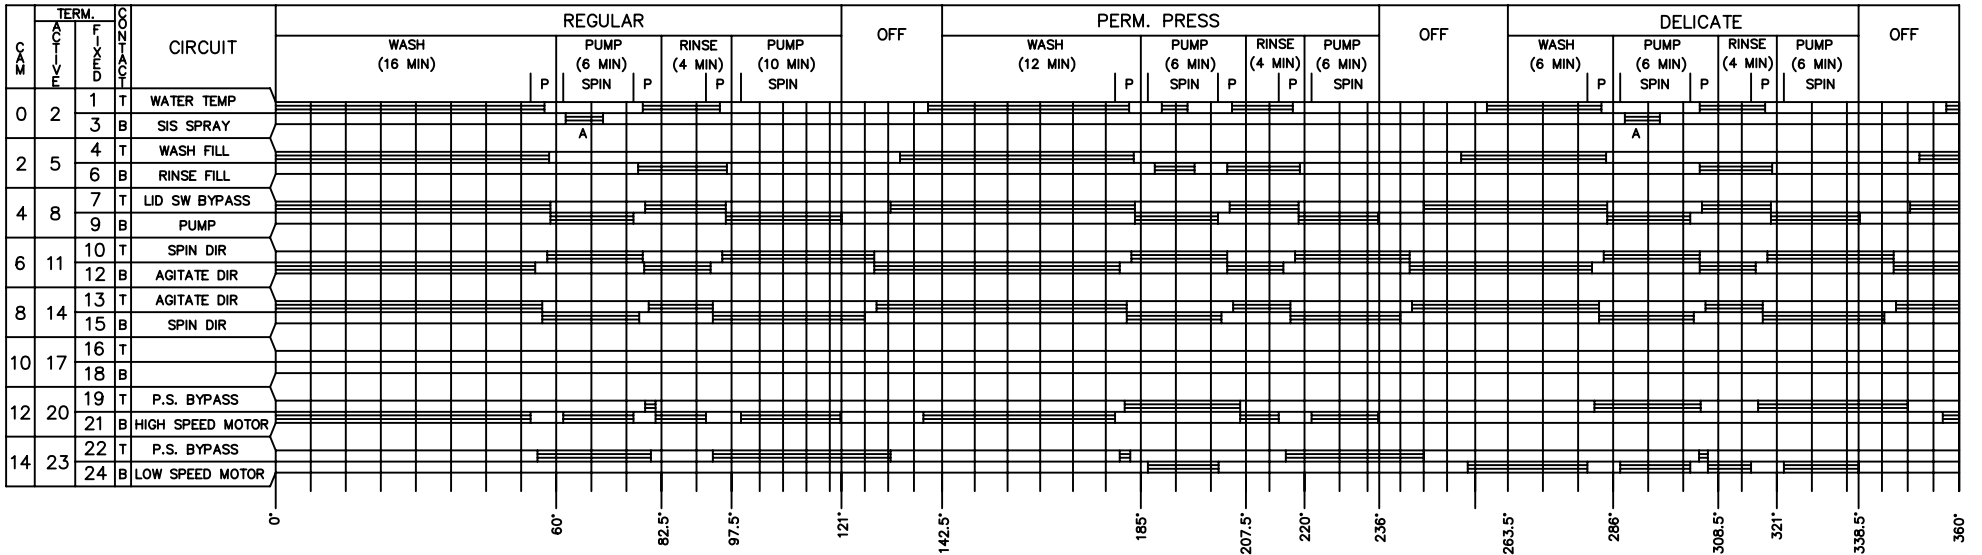 TERM.
CAM
ACTIVE
FIXED
CONTACT
CIRCUIT
REGULAR
OFF
PERM. PRESS
OFF
DELICATE
OFF
WASH
(16 MIN)
P
PUMP
(6 MIN)
SPIN
P
RINSE
(4 MIN)
P
PUMP
(10 MIN)
SPIN
WASH
(12 MIN)
P
PUMP
(6 MIN)
SPIN
P
RINSE
(4 MIN)
P
PUMP
(6 MIN)
SPIN
WASH
(6 MIN)
P
PUMP
(6 MIN)
SPIN
P
RINSE
(4 MIN)
P
PUMP
(6 MIN)
SPIN
0 2
1 T WATER TEMP
3 B SIS SPRAY
A
A
2 5
4 T WASH FILL
6 B RINSE FILL
4 8
7 T LID SW BYPASS
9 B PUMP
6 11
10 T SPIN DIR
12 B AGITATE DIR
8 14
13 T AGITATE DIR
15 B SPIN DIR
10 17
16 T
18 B
12 20
19 T P.S. BYPASS
21 B HIGH SPEED MOTOR
14 23
22 T P.S. BYPASS
24 B LOW SPEED MOTOR
0°
60°
82.5°
97.5°
121°
142.5°
185°
207.5°
220°
236°
263.5°
286°
308.5°
321°
338.5°
360°